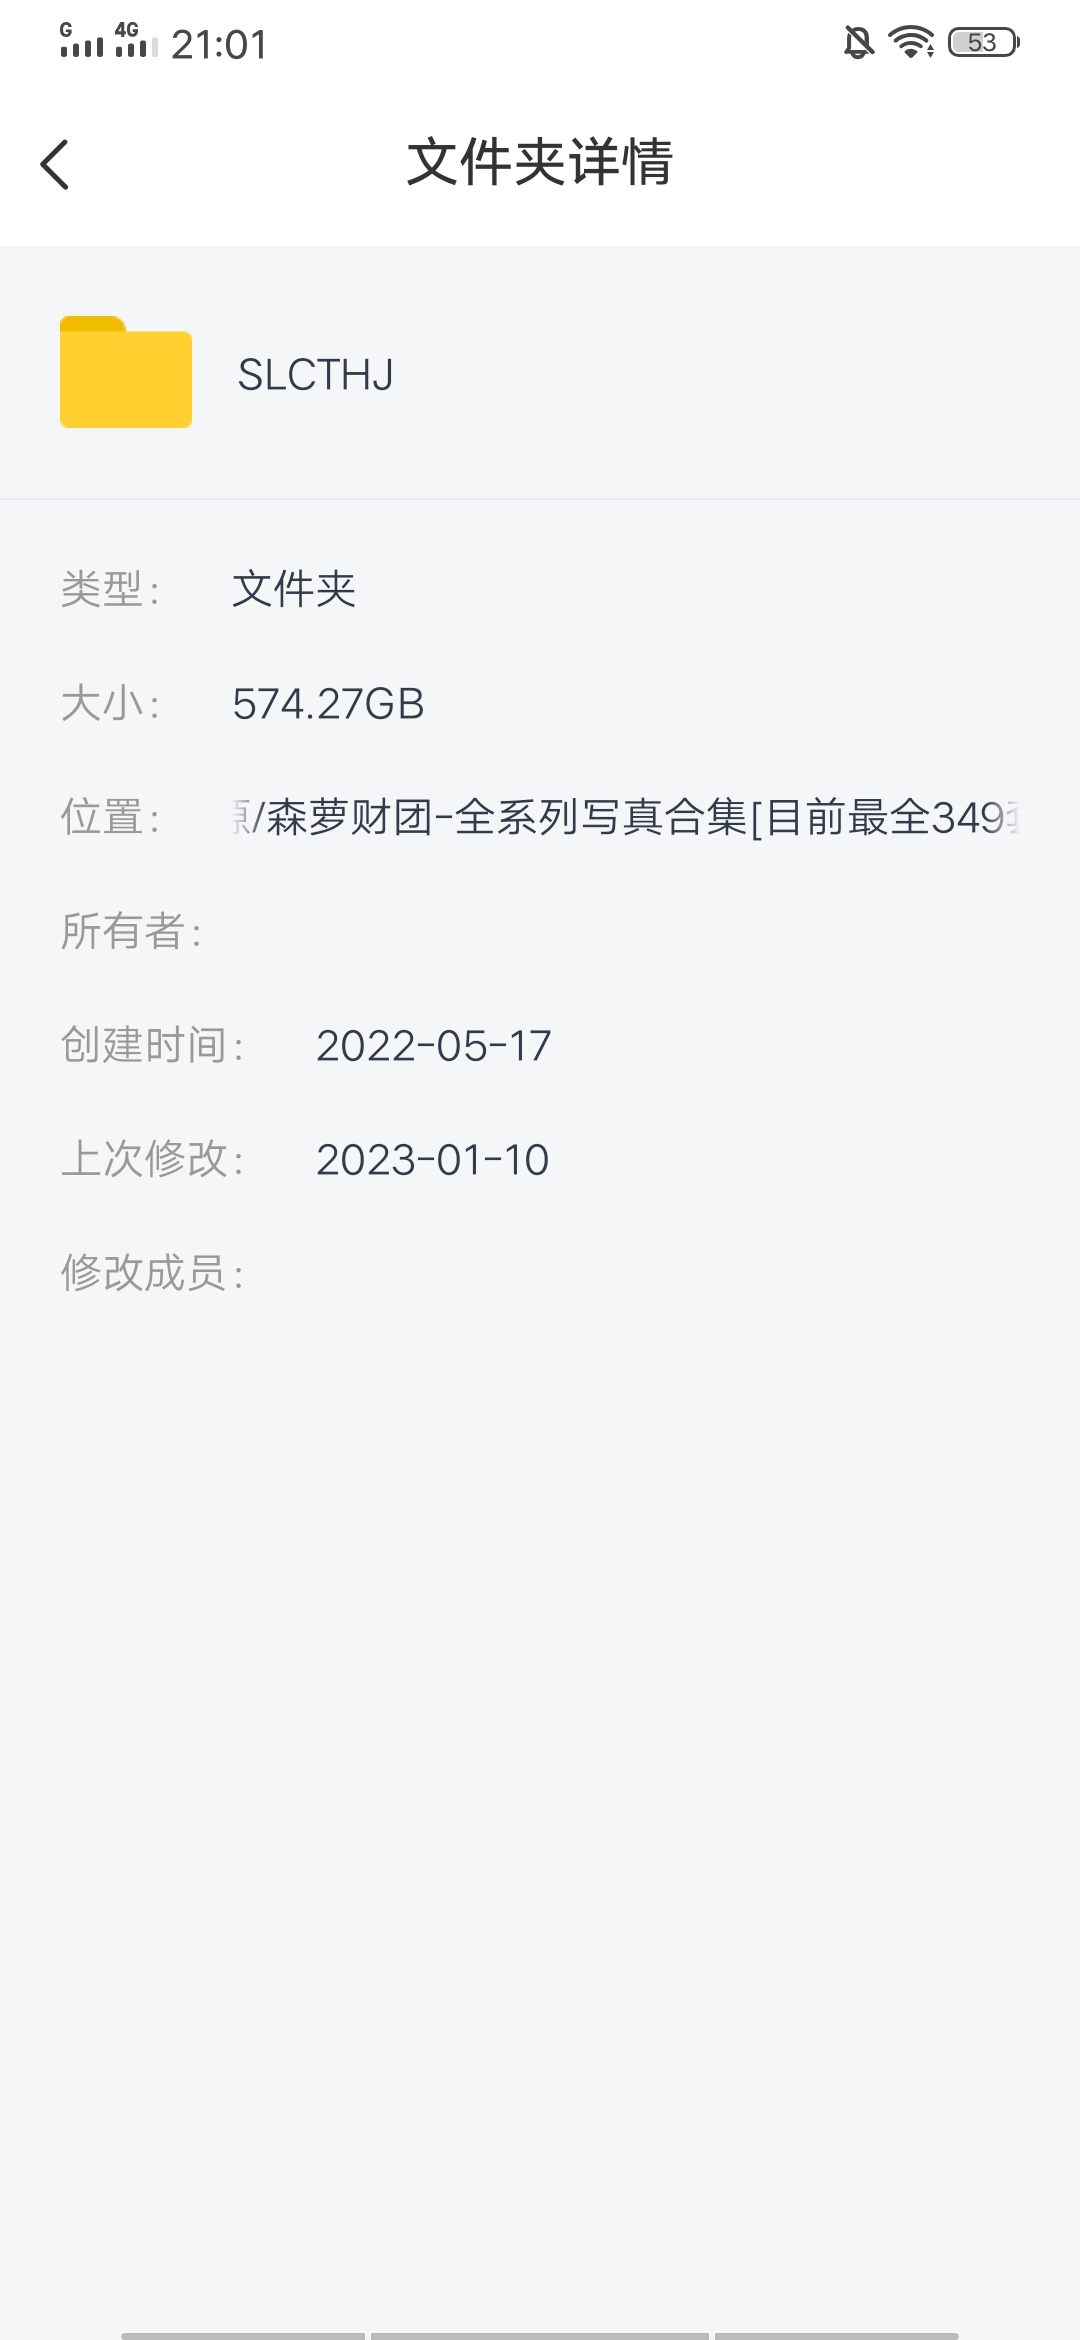 G 4G 21:01 53
文件夹详情
SLCTHJ
类型: 文件夹
大小: 574.27GB
位置: /森萝财团-全系列写真合集[目前最全349
所有者:
创建时间: 2022-05-17
上次修改: 2023-01-10
修改成员: